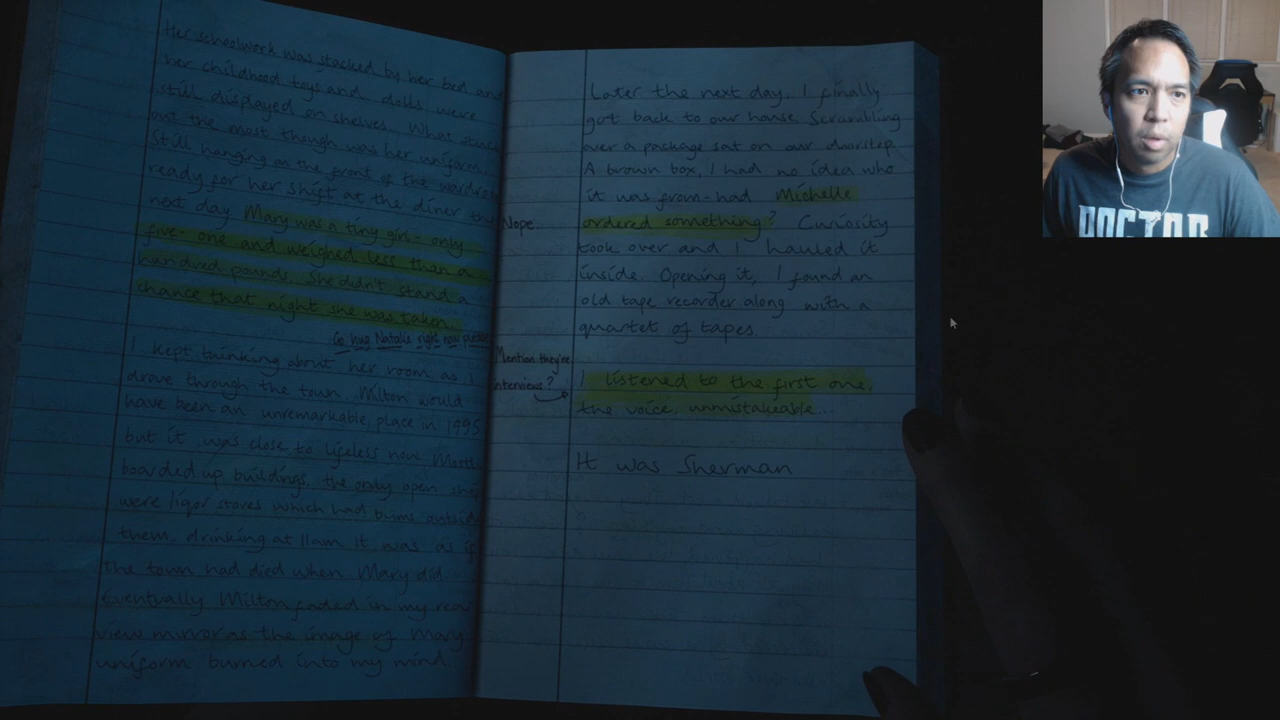 Her schoolwork was stacked by her bed and
her childhood toys and dolls were
still displayed on shelves. What stuck
out the most though was her uniform.
Still hanging on the front of the wardrobe
ready for her shift at the diner the
next day Mary was a tiny girl - only
five-one and weighed less than a
hundred pounds. She didn't stand a
chance that night she was taken.
Go hug Natalie right now
I kept thinking about her room as I
drove through the town. Milton would
have been an unremarkable place in 1995
but it was close to lifeless now. Mostly
boarded up buildings, the only open shops
were liqor stores which had bums outside
them, drinking at 11am It was as if
the town had died when Mary did
Eventually Milton faded in my rear
view mirror as the image of Mary
uniform burned into my mind.
Later the next day, I finally
got back to our house. Scrambling
over a package sat on our doorstep
A brown box, I had no idea who
it was from - had Michelle
ordered something? Curiosity
Nope..
took over and I hauled it
inside. Opening it, I found an
old tape recorder along with a
quartet of tapes.
Mention they're
interviews?
I listened to the first one,
the voice, unmistakeable...
It was Sherman
DOCTOR